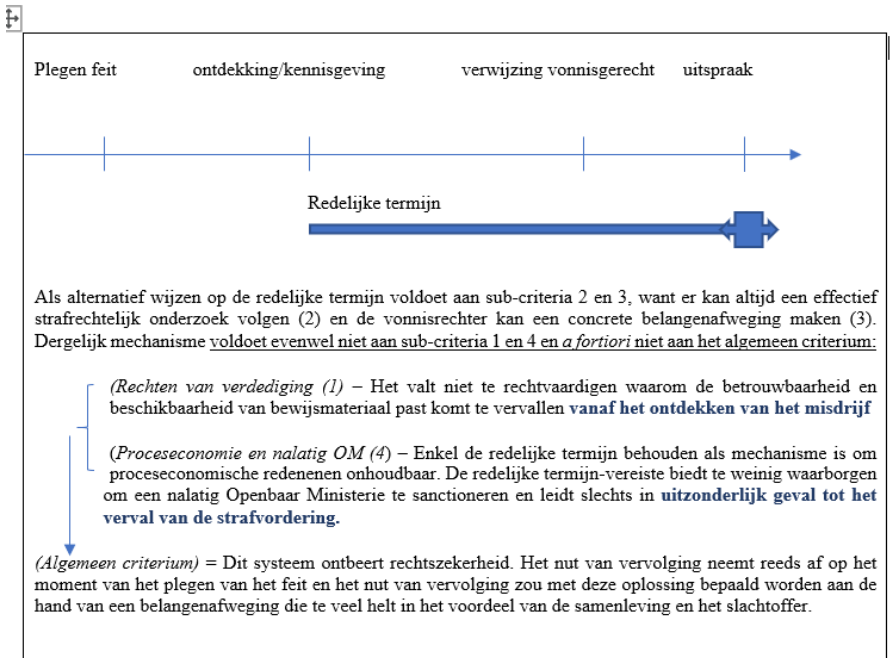 Plegen feit ontdekking/kennisgeving verwijzing vonnisgerecht uitspraak
Redelijke termijn
Als alternatief wijzen op de redelijke termijn voldoet aan sub-criteria 2 en 3, want er kan altijd een effectief
strafrechtelijk onderzoek volgen (2) en de vonnisrechter kan een concrete belangenafweging maken (3).
Dergelijk mechanisme voldoet evenwel niet aan sub-criteria 1 en 4 en a fortiori niet aan het algemeen criterium:
(Rechten van verdediging (1) – Het valt niet te rechtvaardigen waarom de betrouwbaarheid en
beschikbaarheid van bewijsmateriaal past komt te vervallen vanaf het ontdekken van het misdrijf
(Proceseconomie en nalatig OM (4) – Enkel de redelijke termijn behouden als mechanisme is om
proceseconomische redenenen onhoudbaar. De redelijke termijn-vereiste biedt te weinig waarborgen
om een nalatig Openbaar Ministerie te sanctioneren en leidt slechts in uitzonderlijk geval tot het
verval van de strafvordering.
(Algemeen criterium) = Dit systeem ontbeert rechtszekerheid. Het nut van vervolging neemt reeds af op het
moment van het plegen van het feit en het nut van vervolging zou met deze oplossing bepaald worden aan de
hand van een belangenafweging die te veel helt in het voordeel van de samenleving en het slachtoffer.